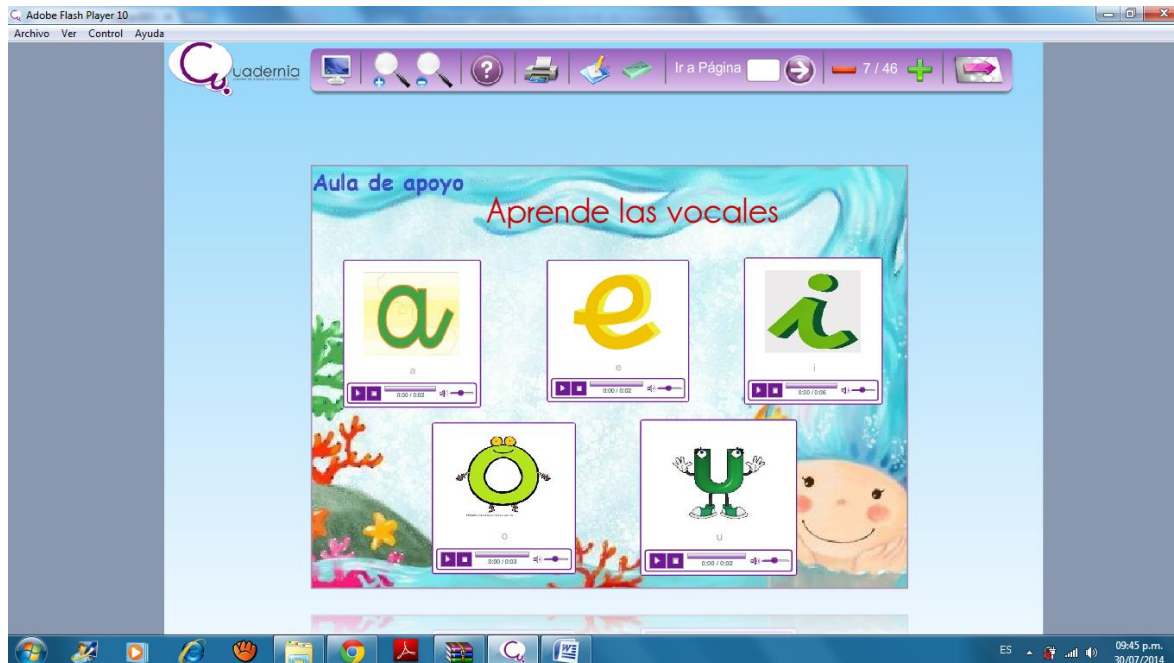 Adobe Flash Player 10
Archivo Ver Control Ayuda
Cuadernia
Ir a Página
7 / 46
Aula de apoyo
Aprende las vocales
a e i
a e i
0:00 / 0:02 0:00 / 0:02 0:00 / 0:06
o u
o u
0:00 / 0:03 0:00 / 0:02
ES
09:45 p.m.
30/07/2014